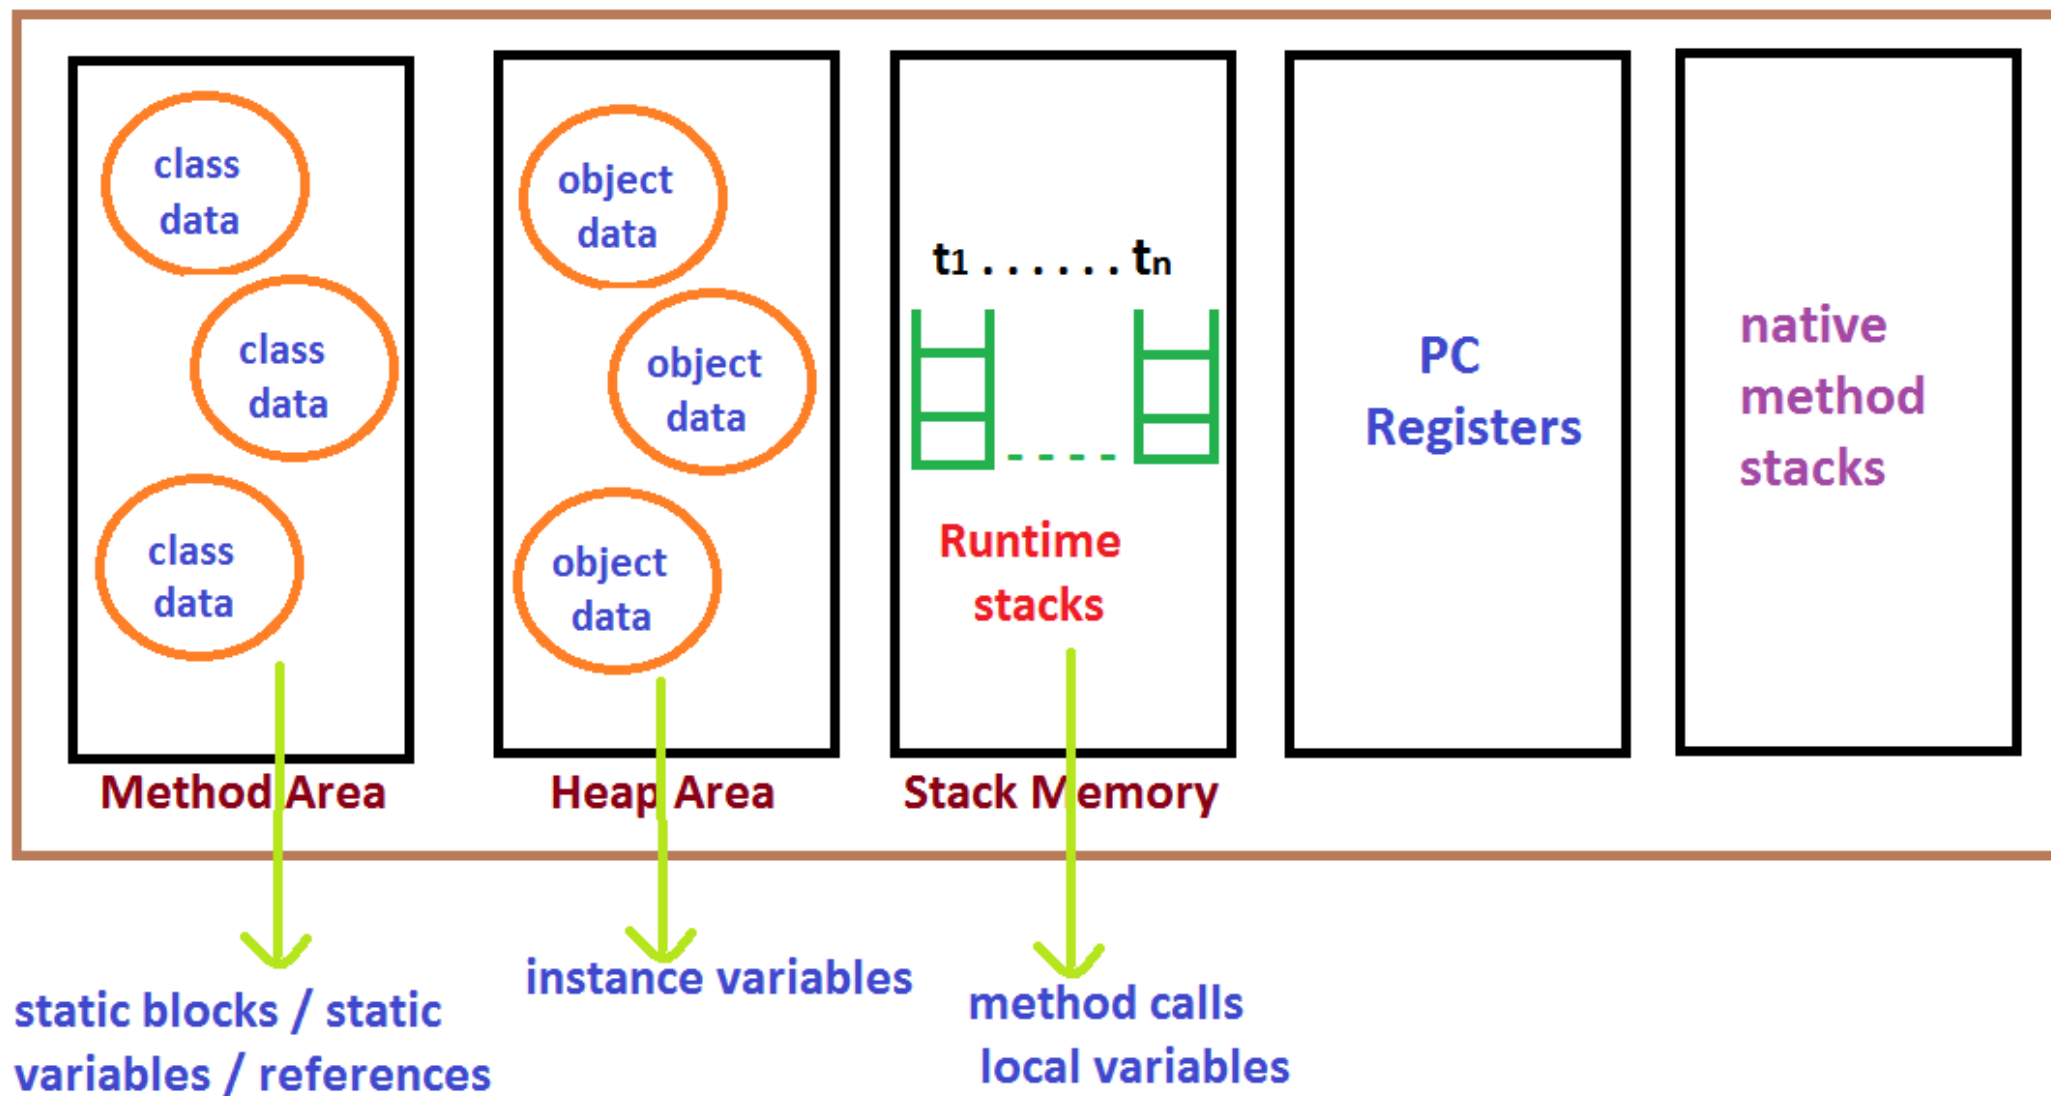 class
data
class
data
class
data
Method Area
object
data
object
data
object
data
Heap Area
t1 . . . . . . tn
- - - -
Runtime
stacks
Stack Memory
PC
Registers
native
method
stacks
static blocks / static
variables / references
instance variables
method calls
local variables